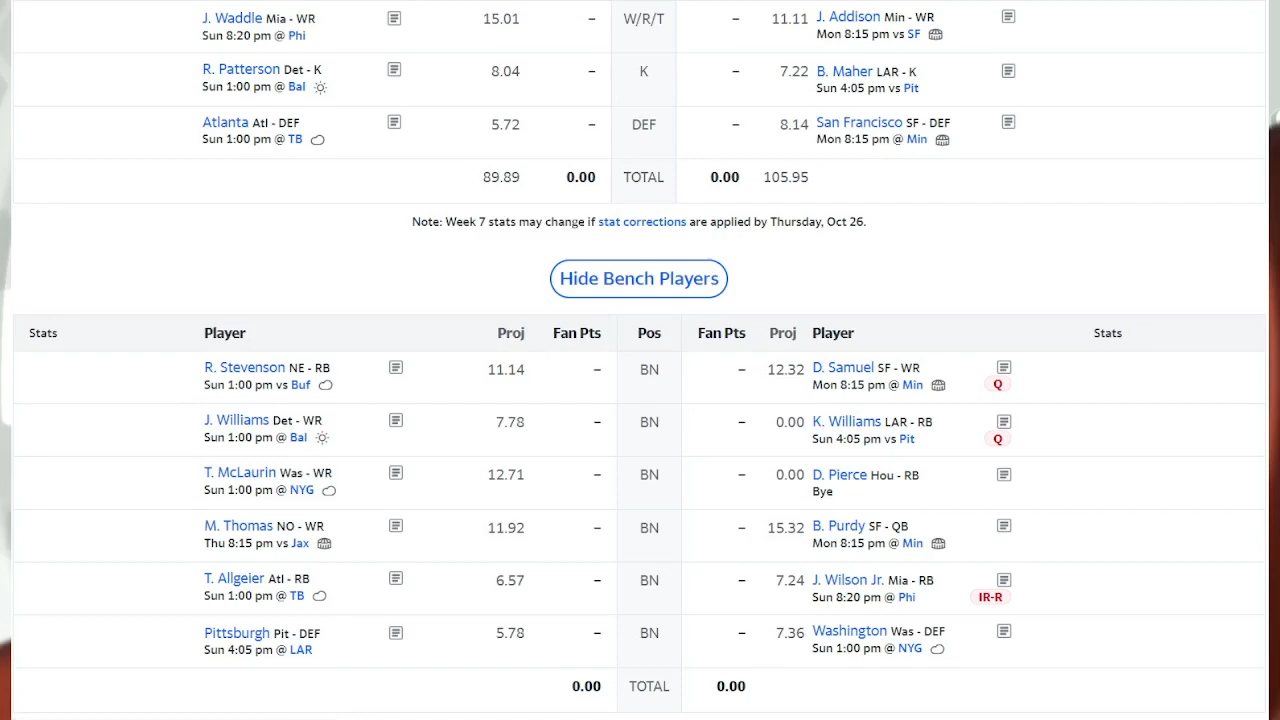 J. Waddle Mia - WR 15.01 – W/R/T – 11.11 J. Addison Min - WR
Sun 8:20 pm @ Phi Mon 8:15 pm vs SF
R. Patterson Det - K 8.04 – K – 7.22 B. Maher LAR - K
Sun 1:00 pm @ Bal Sun 4:05 pm vs Pit
Atlanta Atl - DEF 5.72 – DEF – 8.14 San Francisco SF - DEF
Sun 1:00 pm @ TB Mon 8:15 pm @ Min
89.89 0.00 TOTAL 0.00 105.95
Note: Week 7 stats may change if stat corrections are applied by Thursday, Oct 26.
Hide Bench Players
Stats Player Proj Fan Pts Pos Fan Pts Proj Player Stats
R. Stevenson NE - RB 11.14 – BN – 12.32 D. Samuel SF - WR
Sun 1:00 pm vs Buf Mon 8:15 pm @ Min Q
J. Williams Det - WR 7.78 – BN – 0.00 K. Williams LAR - RB
Sun 1:00 pm @ Bal Sun 4:05 pm vs Pit Q
T. McLaurin Was - WR 12.71 – BN – 0.00 D. Pierce Hou - RB
Sun 1:00 pm @ NYG Bye
M. Thomas NO - WR 11.92 – BN – 15.32 B. Purdy SF - QB
Thu 8:15 pm vs Jax Mon 8:15 pm @ Min
T. Allgeier Atl - RB 6.57 – BN – 7.24 J. Wilson Jr. Mia - RB
Sun 1:00 pm @ TB Sun 8:20 pm @ Phi IR-R
Pittsburgh Pit - DEF 5.78 – BN – 7.36 Washington Was - DEF
Sun 4:05 pm @ LAR Sun 1:00 pm @ NYG
0.00 TOTAL 0.00